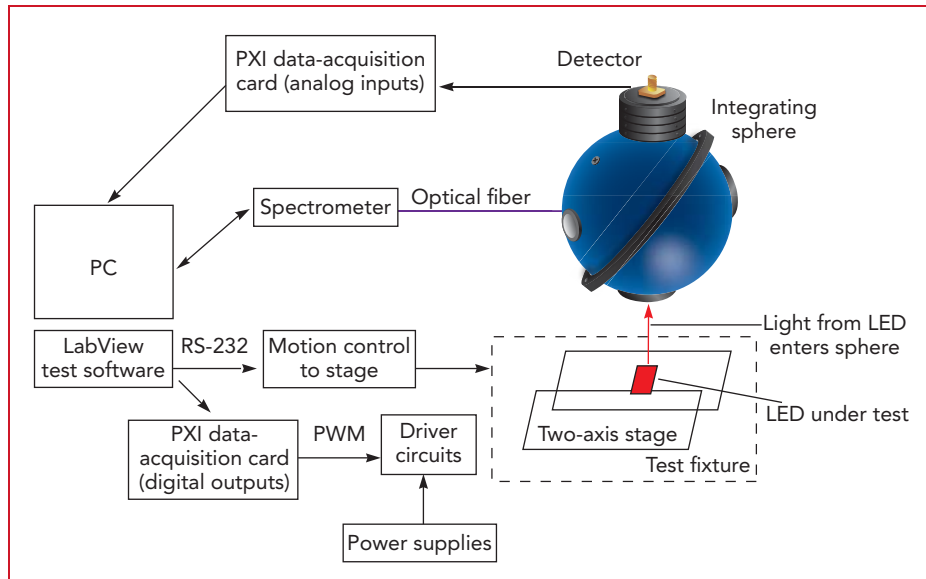 PXI data-acquisition
card (analog inputs)
Detector
Integrating
sphere
Spectrometer
Optical fiber
PC
Light from LED
enters sphere
LabView
test software
RS-232
Motion control
to stage
LED under test
Two-axis stage
Test fixture
PXI data-
acquisition card
(digital outputs)
PWM
Driver
circuits
Power supplies